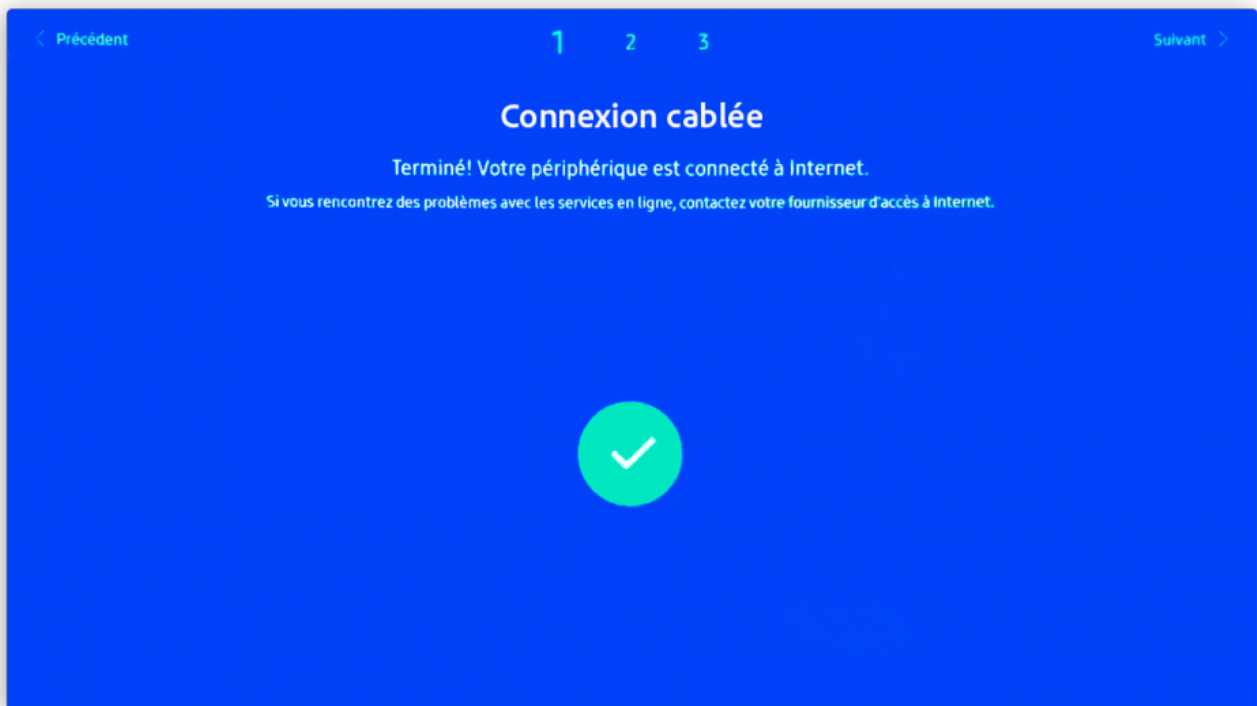 Précédent
1 2 3
Suivant
Connexion cablée
Terminé! Votre périphérique est connecté à Internet.
Si vous rencontrez des problèmes avec les services en ligne, contactez votre fournisseur d'accès à Internet.